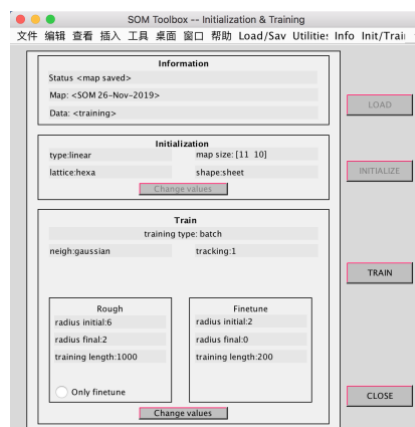 SOM Toolbox -- Initialization & Training
文件 编辑 查看 插入 工具 桌面 窗口 帮助 Load/Sav Utilities Info Init/Trai
Information
Status <map saved>
Map: <SOM 26-Nov-2019>
Data: <training>
LOAD
Initialization
type:linear map size: [11 10]
lattice:hexa shape:sheet
Change values
INITIALIZE
Train
training type: batch
neigh:gaussian tracking:1
TRAIN
Rough
radius initial:6
radius final:2
training length:1000
Only finetune
Finetune
radius initial:2
radius final:0
training length:200
Change values
CLOSE